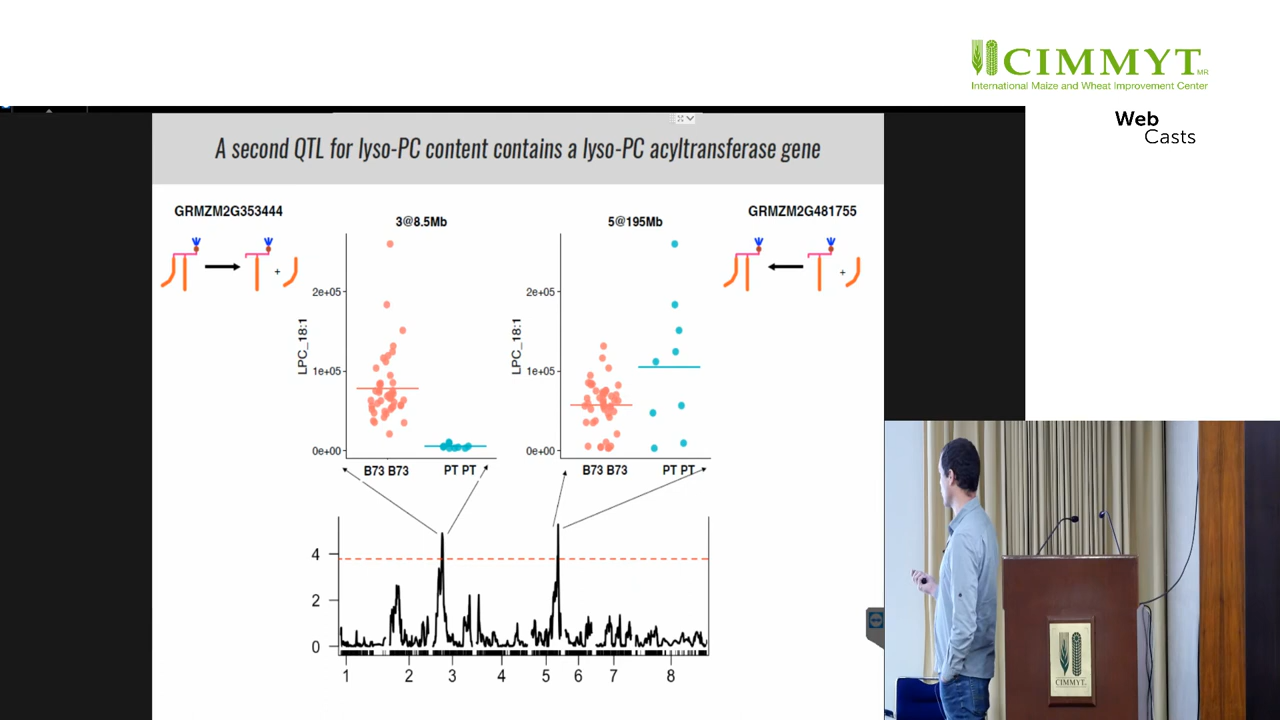 CIMMYT MR
International Maize and Wheat Improvement Center
Web
Casts
A second QTL for lyso-PC content contains a lyso-PC acyltransferase gene
GRMZM2G353444
3@8.5Mb
5@195Mb
GRMZM2G481755
+
+
2e+05
1e+05
0e+00
LPC_18:1
B73 B73
PT PT
2e+05
1e+05
0e+00
LPC_18:1
B73 B73
PT PT
4
2
0
1 2 3 4 5 6 7 8
CIMMYT